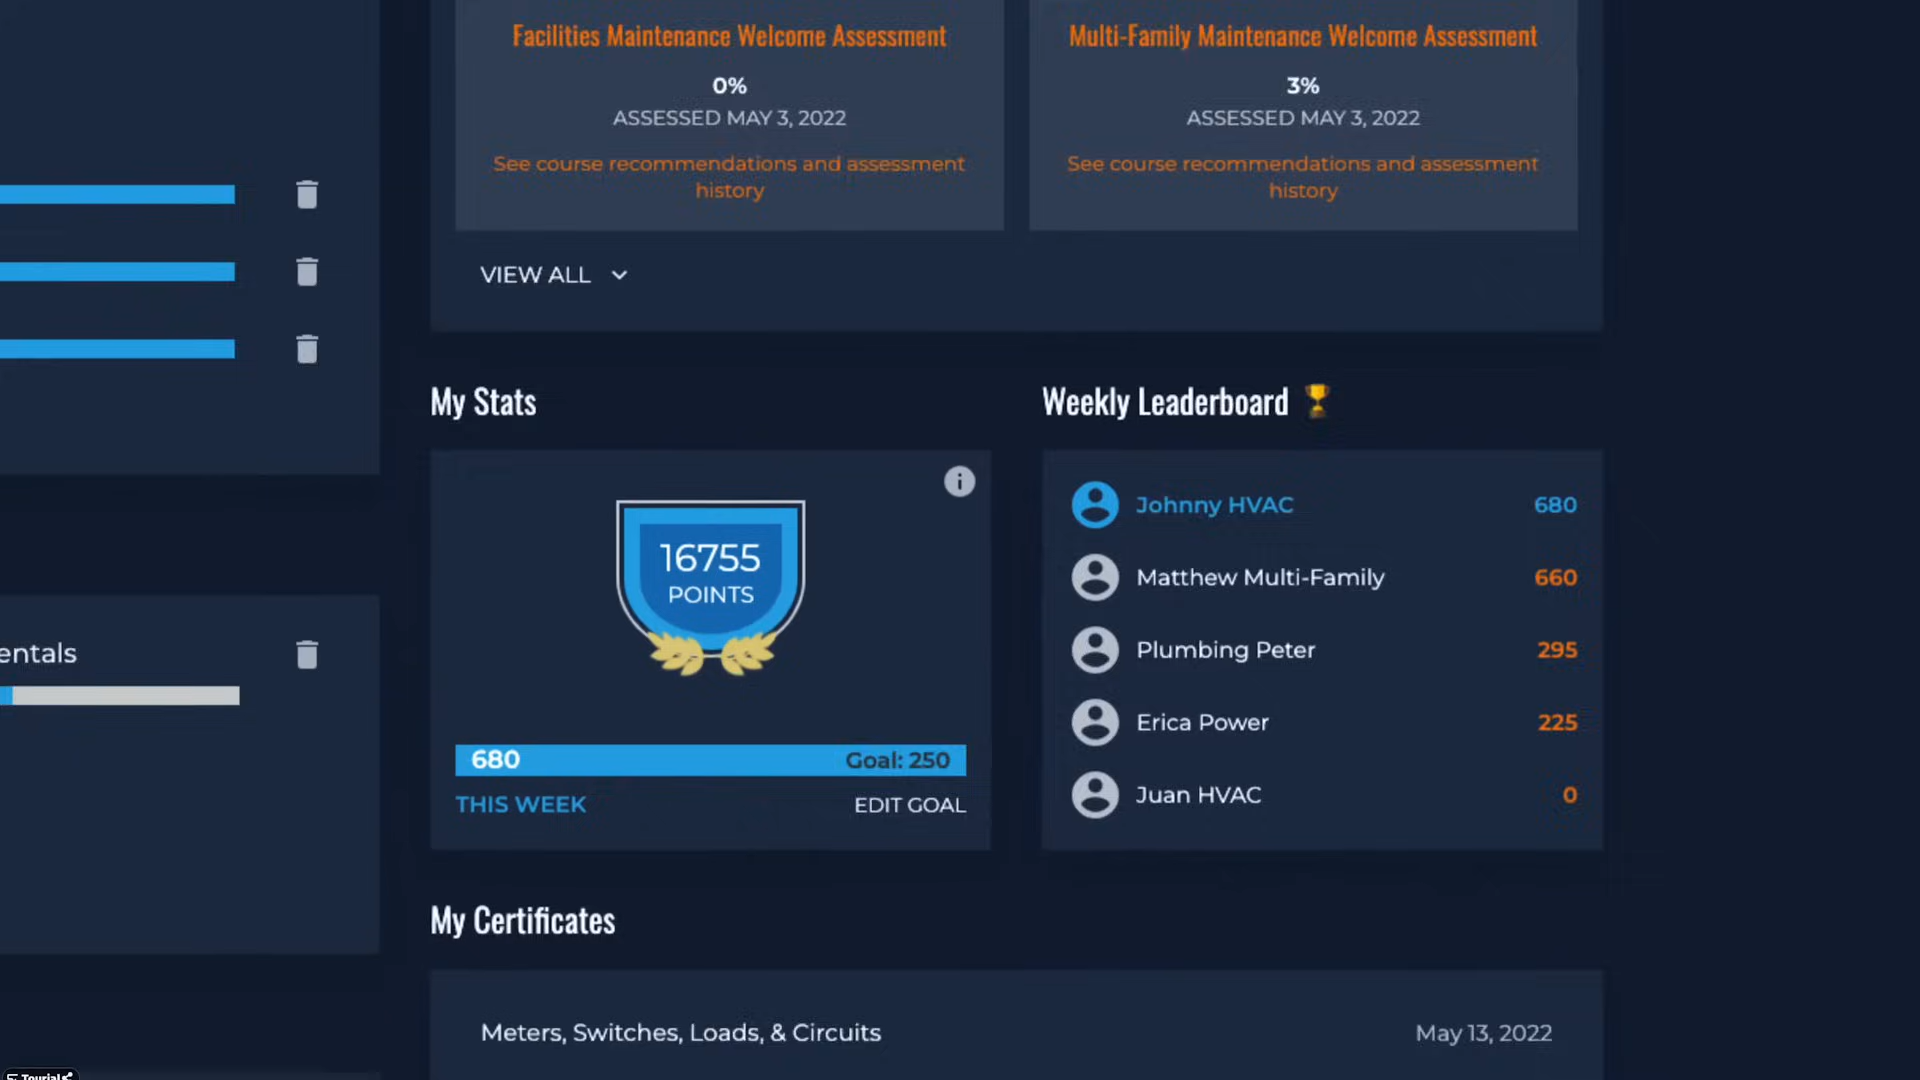 Facilities Maintenance Welcome Assessment
0%
ASSESSED MAY 3, 2022
See course recommendations and assessment
history
Multi-Family Maintenance Welcome Assessment
3%
ASSESSED MAY 3, 2022
See course recommendations and assessment
history
VIEW ALL
entals
My Stats
16755
POINTS
680
Goal: 250
THIS WEEK
EDIT GOAL
Weekly Leaderboard
Johnny HVAC 680
Matthew Multi-Family 660
Plumbing Peter 295
Erica Power 225
Juan HVAC 0
My Certificates
Meters, Switches, Loads, & Circuits May 13, 2022
Tourial